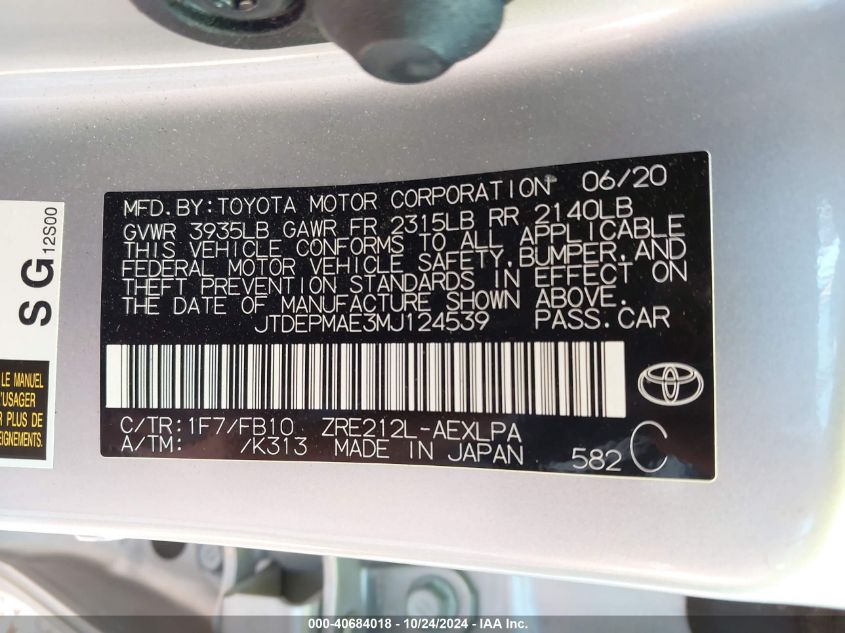 MFD. BY: TOYOTA MOTOR CORPORATION 06/20
GVWR 3935LB GAWR FR 2315LB RR 2140LB
THIS VEHICLE CONFORMS TO ALL APPLICABLE
FEDERAL MOTOR VEHICLE SAFETY, BUMPER, AND
THEFT PREVENTION STANDARDS IN EFFECT ON
THE DATE OF MANUFACTURE SHOWN ABOVE.
JTDEPMAE3MJ124539 PASS. CAR
C/TR: 1F7/FB10 ZRE212L-AEXLPA
A/TM: /K313 MADE IN JAPAN 582 C
SG
12S00
LE MANUEL
'USAGER
R PLUS DE
000-40684018 - 10/24/2024 - IAA Inc.